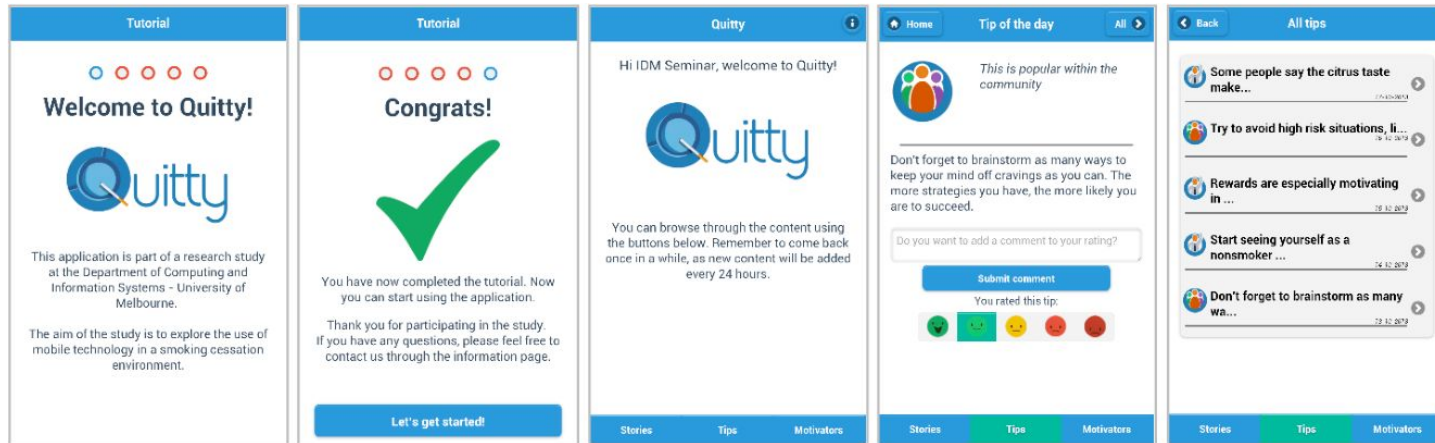 Tutorial
Welcome to Quitty!
Quitty
This application is part of a research study
at the Department of Computing and
Information Systems - University of
Melbourne.
The aim of the study is to explore the use of
mobile technology in a smoking cessation
environment.
Tutorial
Congrats!
You have now completed the tutorial. Now
you can start using the application.
Thank you for participating in the study.
If you have any questions, please feel free to
contact us through the information page.
Let's get started!
Quitty
Hi IDM Seminar, welcome to Quitty!
Quitty
You can browse through the content using
the buttons below. Remember to come back
once in a while, as new content will be added
every 24 hours.
Stories Tips Motivators
Home Tip of the day All
This is popular within the
community
Don't forget to brainstorm as many ways to
keep your mind off cravings as you can. The
more strategies you have, the more likely you
are to succeed.
Do you want to add a comment to your rating?
Submit comment
You rated this tip:
Stories Tips Motivators
Back All tips
Some people say the citrus taste
make...
Try to avoid high risk situations, li...
Rewards are especially motivating
in ...
Start seeing yourself as a
nonsmoker ...
Don't forget to brainstorm as many
wa...
Stories Tips Motivators